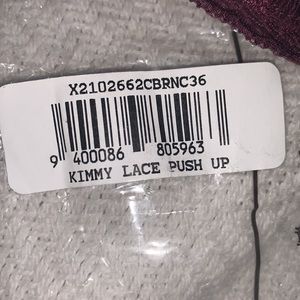 X2102662CBRNC36
9 400086 805963
KIMMY LACE PUSH UP